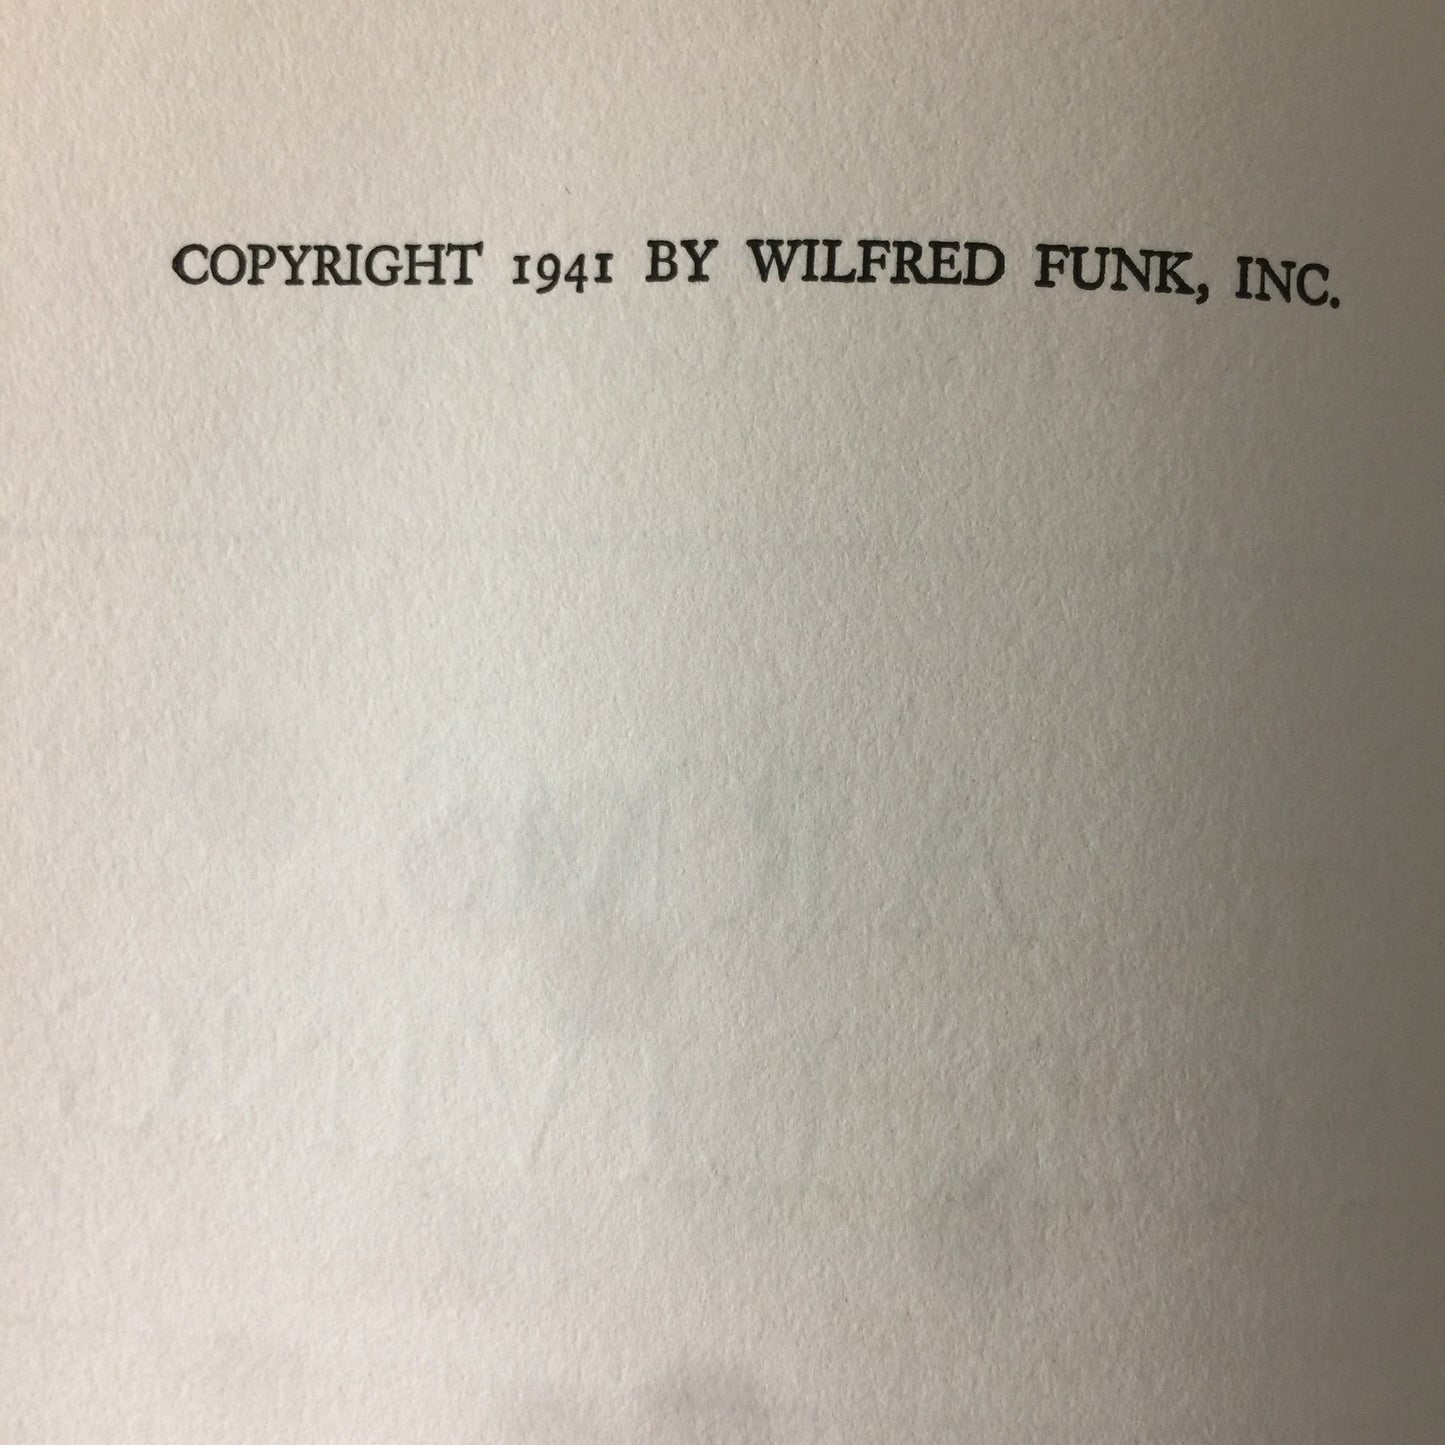 COPYRIGHT 1941 BY WILFRED FUNK, INC.